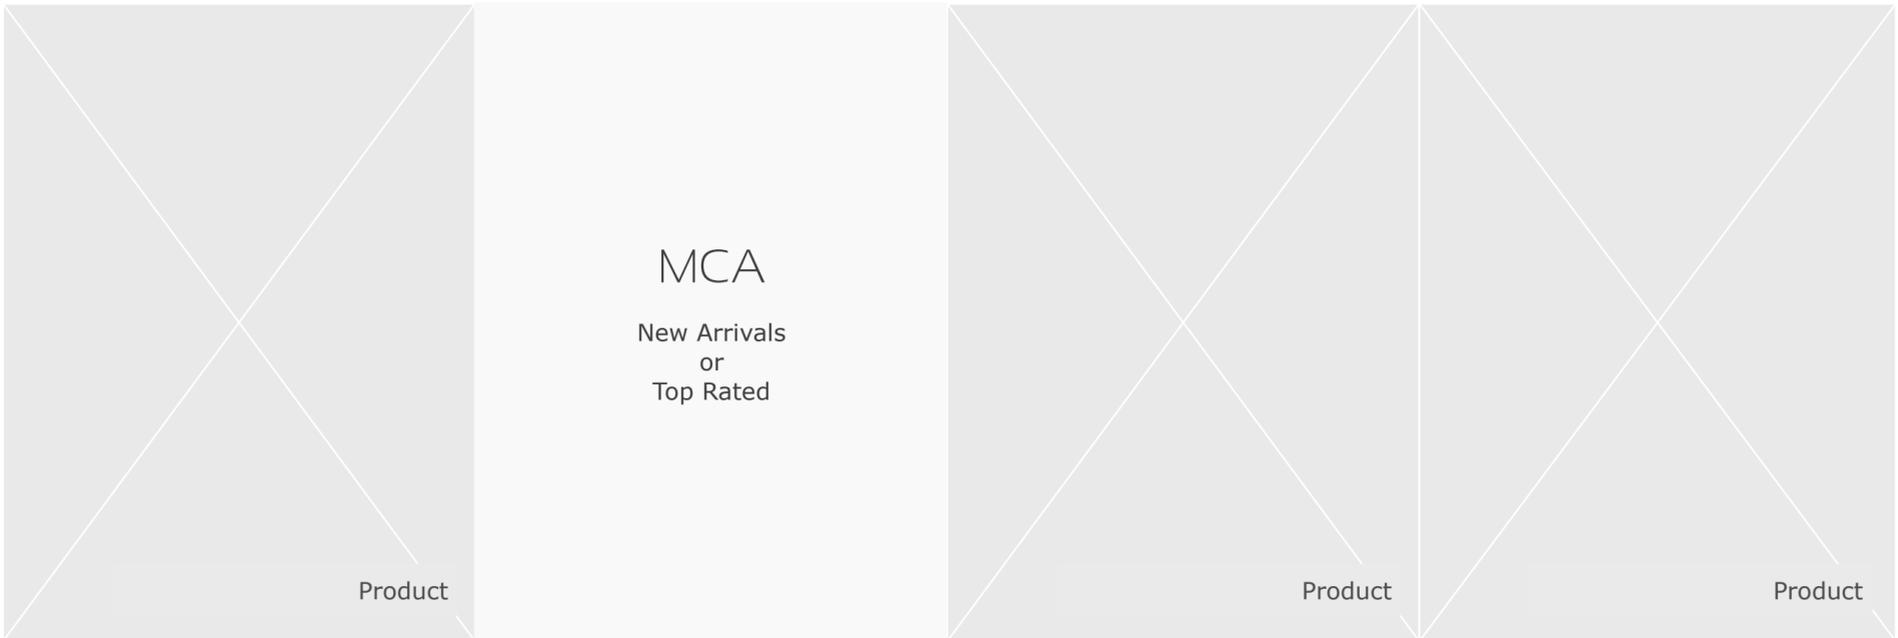 MCA
New Arrivals
or
Top Rated
Product
Product
Product